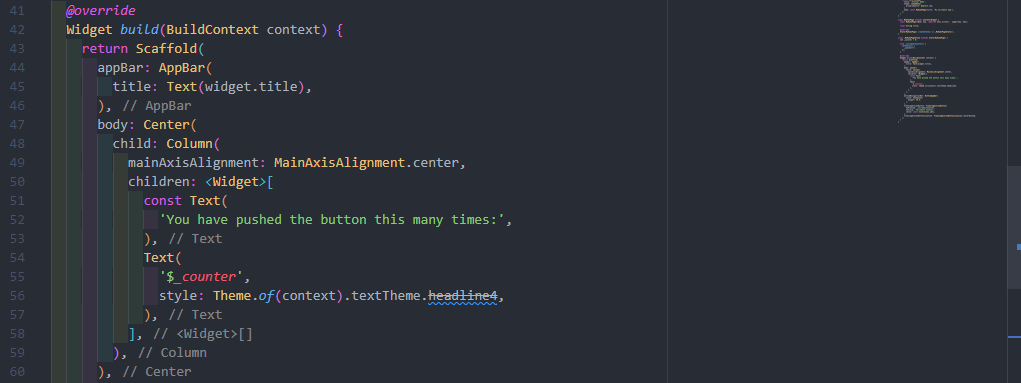 41 @override
42 Widget build(BuildContext context) {
43 return Scaffold(
44 appBar: AppBar(
45 title: Text(widget.title),
46 ), // AppBar
47 body: Center(
48 child: Column(
49 mainAxisAlignment: MainAxisAlignment.center,
50 children: <Widget>[
51 const Text(
52 'You have pushed the button this many times:',
53 ), // Text
54 Text(
55 '$_counter',
56 style: Theme.of(context).textTheme.headline4,
57 ), // Text
58 ], // <Widget>[]
59 ), // Column
60 ), // Center